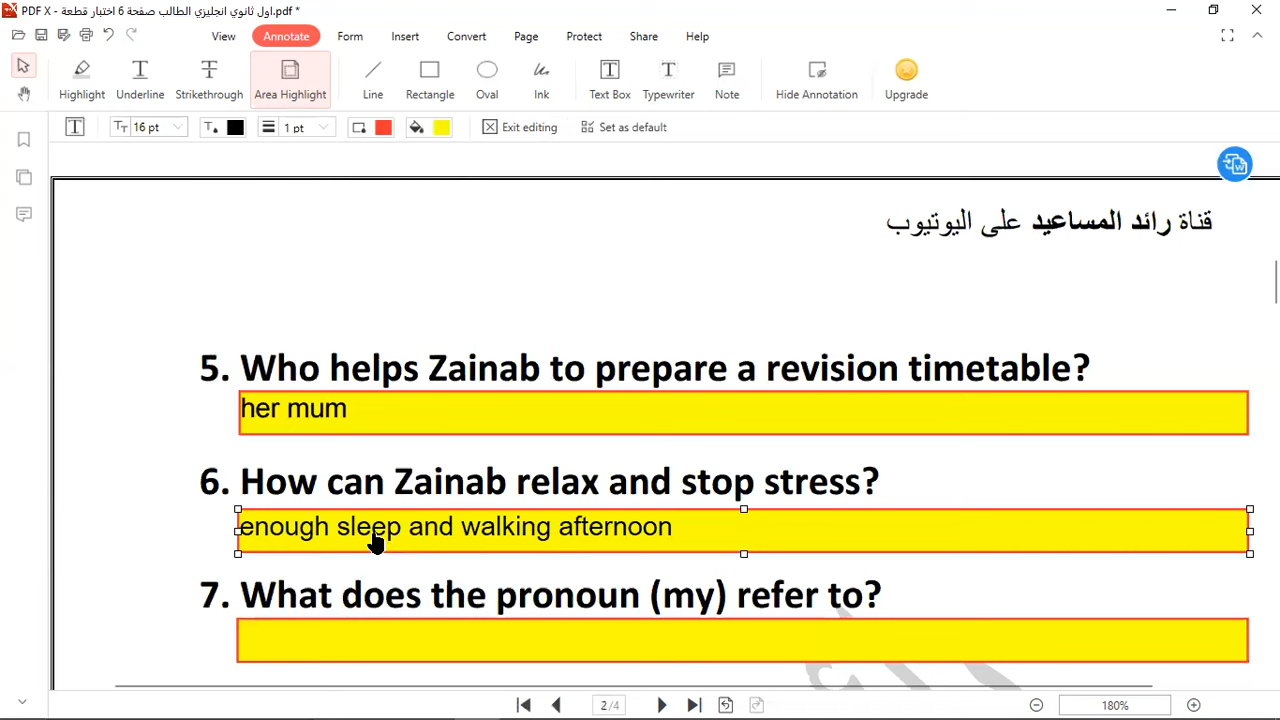 PDF X - اول ثانوي انجليزي الطالب صفحة 6 اختبار قطعة.pdf *
View Annotate Form Insert Convert Page Protect Share Help
Highlight Underline Strikethrough Area Highlight Line Rectangle Oval Ink Text Box Typewriter Note Hide Annotation Upgrade
16 pt 1 pt Exit editing Set as default
قناة رائد المساعيد على اليوتيوب
5. Who helps Zainab to prepare a revision timetable?
her mum
6. How can Zainab relax and stop stress?
enough sleep and walking afternoon
7. What does the pronoun (my) refer to?
2/4 180%